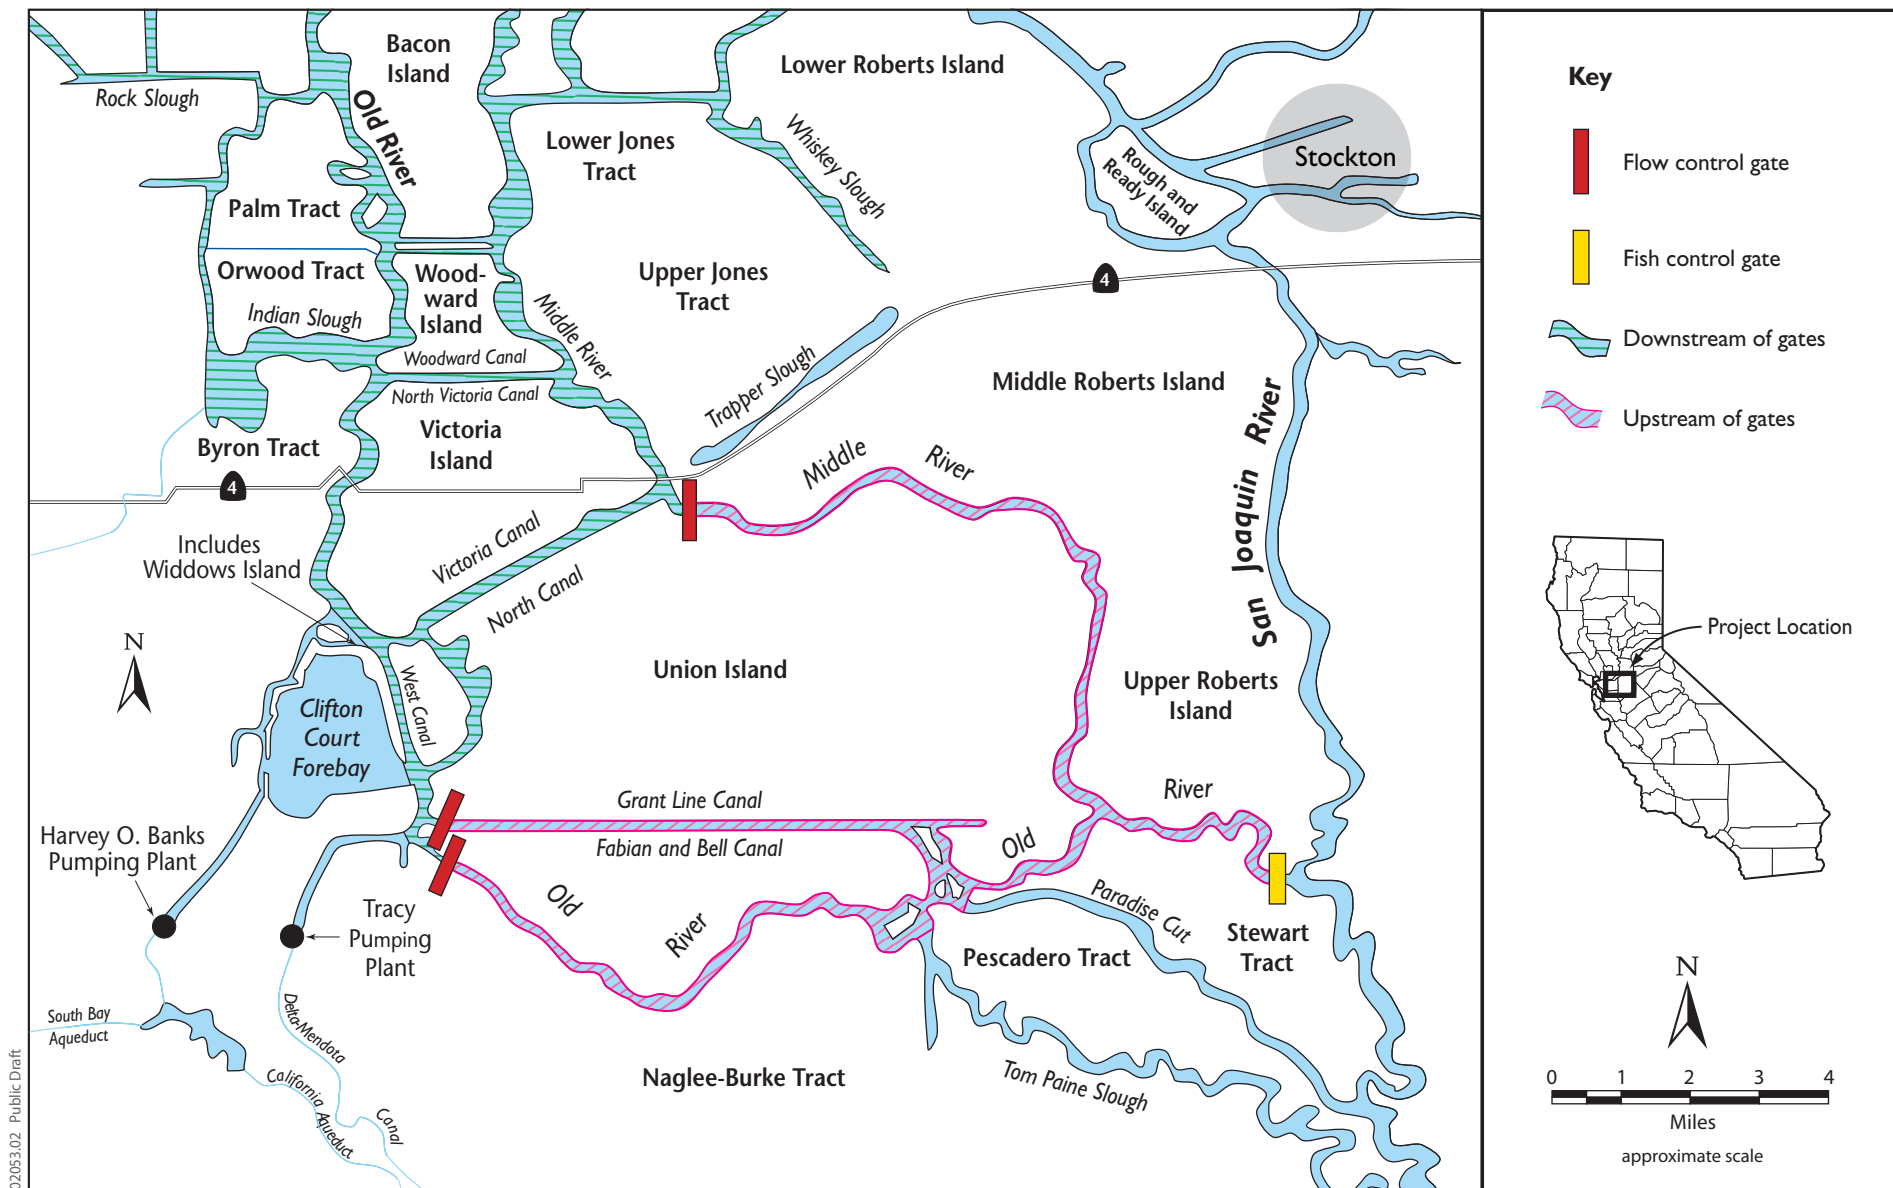 Bacon
Island
Lower Roberts Island
Rock Slough
Old River
Lower Jones
Tract
Whiskey Slough
Rough and
Ready Island
Stockton
Palm Tract
Orwood Tract
Wood-
ward
Island
Upper Jones
Tract
4
Indian Slough
Middle River
Woodward Canal
North Victoria Canal
Trapper Slough
Middle Roberts Island
San Joaquin River
Byron Tract
Victoria
Island
4
Middle River
Includes
Widdows Island
Victoria Canal
North Canal
N
West Canal
Union Island
Upper Roberts
Island
Clifton
Court
Forebay
Grant Line Canal
Fabian and Bell Canal
River
Old
Harvey O. Banks
Pumping Plant
Old
River
Tracy
Pumping
Plant
Paradise Cut
Stewart
Tract
Pescadero Tract
South Bay
Aqueduct
Delta-Mendota
Canal
California Aqueduct
Naglee-Burke Tract
Tom Paine Slough
02053.02 Public Draft
Key
Flow control gate
Fish control gate
Downstream of gates
Upstream of gates
Project Location
N
0 1 2 3 4
Miles
approximate scale